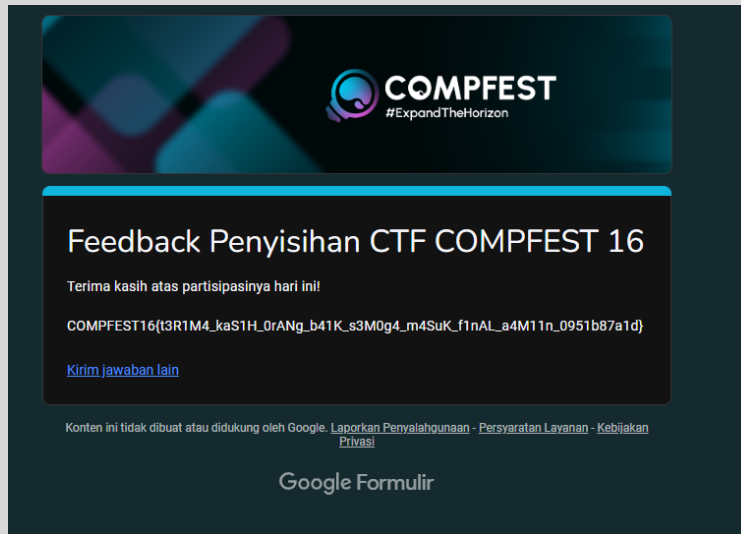 COMPFEST
#ExpandTheHorizon
Feedback Penyisihan CTF COMPFEST 16
Terima kasih atas partisipasinya hari ini!
COMPFEST16{t3R1M4_kaS1H_0rANg_b41K_s3M0g4_m4SuK_f1nAL_a4M11n_0951b87a1d}
Kirim jawaban lain
Konten ini tidak dibuat atau didukung oleh Google. Laporkan Penyalahgunaan - Persyaratan Layanan - Kebijakan
Privasi
Google Formulir